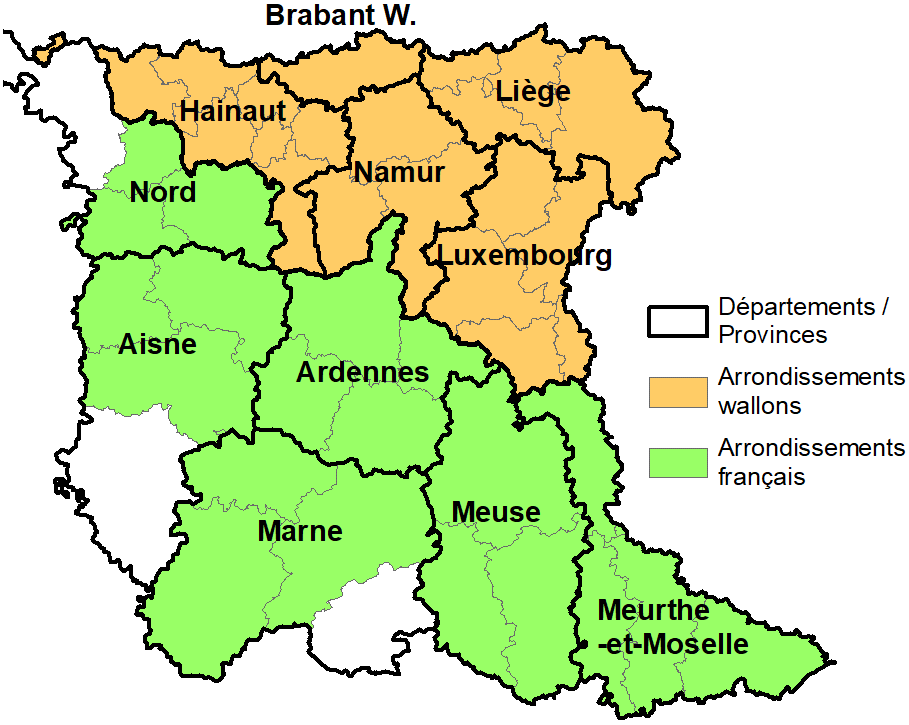 Brabant W.
Hainaut
Liège
Namur
Nord
Luxembourg
Départements /
Provinces
Aisne
Ardennes
Arrondissements
wallons
Arrondissements
français
Meuse
Marne
Meurthe
-et-Moselle